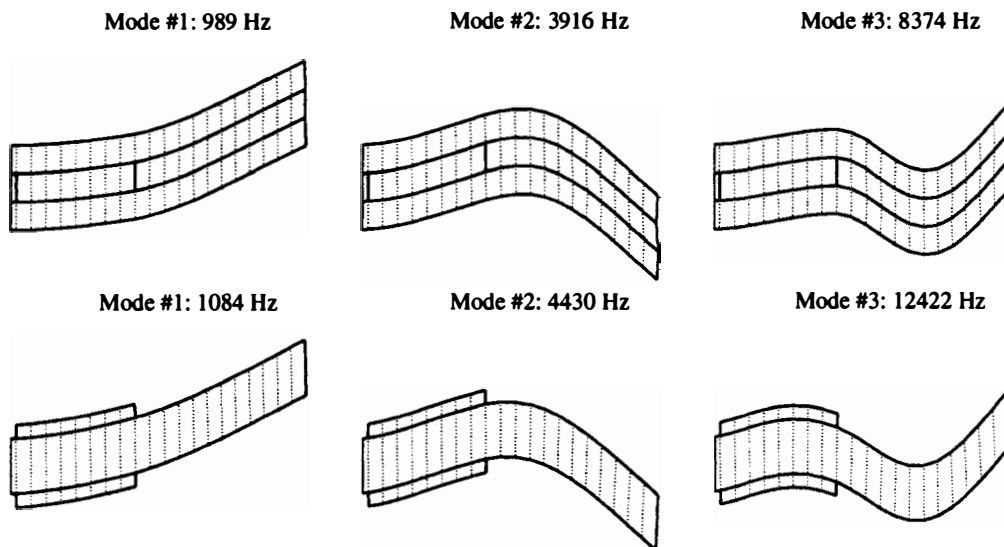 Mode #1: 989 Hz
Mode #2: 3916 Hz
Mode #3: 8374 Hz
Mode #1: 1084 Hz
Mode #2: 4430 Hz
Mode #3: 12422 Hz